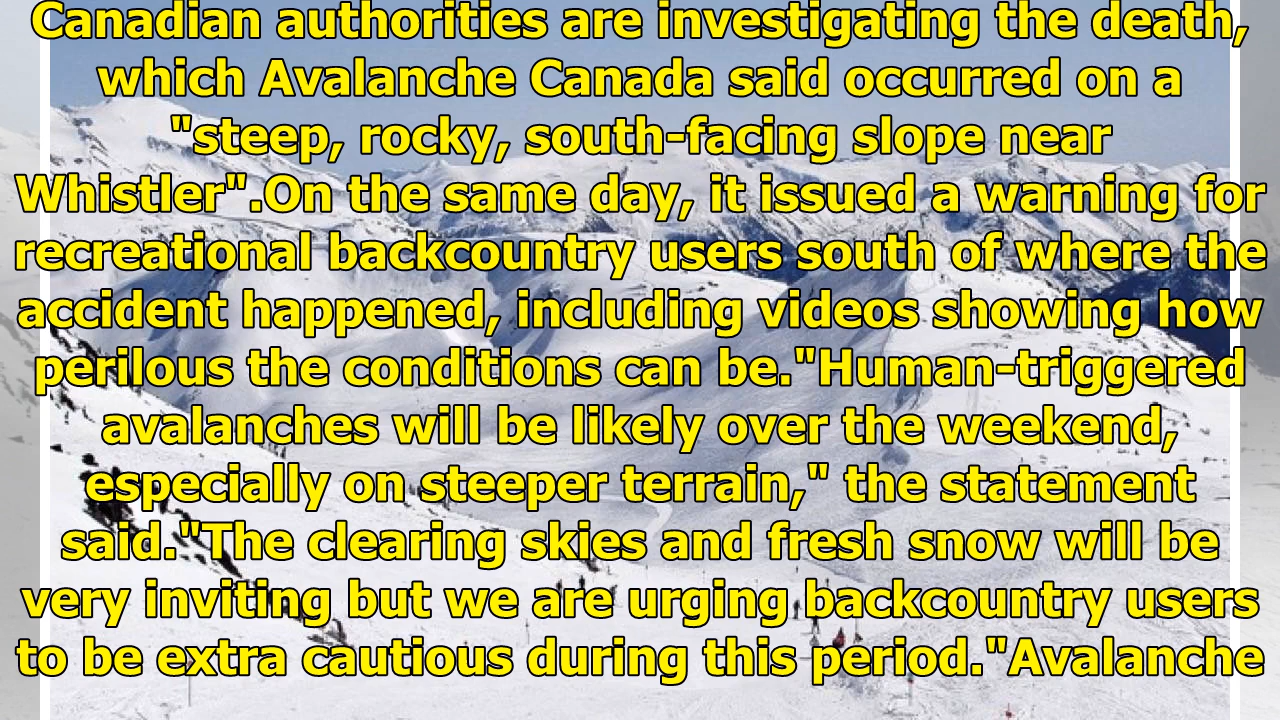 Canadian authorities are investigating the death,
which Avalanche Canada said occurred on a
"steep, rocky, south-facing slope near
Whistler".On the same day, it issued a warning for
recreational backcountry users south of where the
accident happened, including videos showing how
perilous the conditions can be."Human-triggered
avalanches will be likely over the weekend,
especially on steeper terrain," the statement
said."The clearing skies and fresh snow will be
very inviting but we are urging backcountry users
to be extra cautious during this period."Avalanche